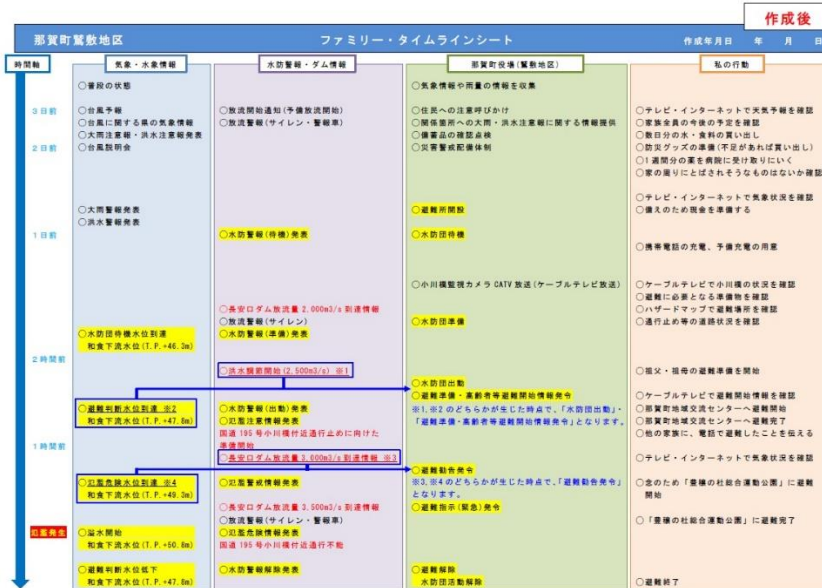 作成後
那賀町鷲敷地区
ファミリー・タイムラインシート
作成年月日 年 月 日
時間軸
気象・水象情報
水防警報・ダム情報
那賀町役場(鷲敷地区)
私の行動
3日前
2日前
1日前
2時間前
1時間前
氾濫発生
○普段の状態
○台風予報
○台風に関する県の気象情報
○大雨注意報・洪水注意報発表
○台風説明会
○大雨警報発表
○洪水警報発表
○水防団待機水位到達
和食下流水位(T.P.+46.3m)
○避難判断水位到達 ※2
和食下流水位(T.P.+47.8m)
○氾濫危険水位到達 ※4
和食下流水位(T.P.+49.3m)
○溢水開始
和食下流水位(T.P.+50.8m)
○避難判断水位低下
和食下流水位(T.P.+47.8m)
○放流開始通知(予備放流開始)
○放流警報(サイレン・警報車)
○水防警報(待機)発表
○長安口ダム放流量 2,000m3/s 到達情報
○放流警報(サイレン)
○水防警報(準備)発表
○洪水調節開始(2,500m3/s) ※1
○水防警報(出動)発表
○氾濫注意情報発表
国道 195 号小川橋付近通行止めに向けた
準備開始
○長安口ダム放流量 3,000m3/s 到達情報 ※3
○氾濫警戒情報発表
○長安口ダム放流量 3,500m3/s 到達情報
○放流警報(サイレン・警報車)
○氾濫危険情報発表
国道 195 号小川橋付近通行不能
○水防警報解除発表
○気象情報や雨量の情報を収集
○住民への注意呼びかけ
○関係箇所への大雨・洪水注意報に関する情報提供
○備蓄品の確認点検
○災害警戒配備体制
○避難所開設
○水防団待機
○小川橋監視カメラ CATV 放送(ケーブルテレビ放送)
○水防団準備
○水防団出動
○避難準備・高齢者等避難開始情報発令
※1,※2 のどちらかが生じた時点で、「水防団出動」・
「避難準備・高齢者等避難開始情報発令」となります。
○避難勧告発令
※3,※4 のどちらかが生じた時点で、「避難勧告発令」
となります。
○避難指示(緊急)発令
○避難解除
水防団活動解除
○テレビ・インターネットで天気予報を確認
○家族全員の今後の予定を確認
○数日分の水・食料の買い出し
○防災グッズの準備(不足があれば買い出し)
○1週間分の薬を病院に受け取りにいく
○家の周りにとばされそうなものはないか確認
○テレビ・インターネットで気象状況を確認
○備えのため現金を準備する
○携帯電話の充電、予備充電の用意
○ケーブルテレビで小川橋の状況を確認
○避難に必要となる準備物を確認
○ハザードマップで避難場所を確認
○通行止め等の道路状況を確認
○祖父・祖母の避難準備を開始
○ケーブルテレビで避難開始情報を確認
○那賀町地域交流センターへ避難開始
○那賀町地域交流センターへ避難完了
○他の家族に、電話で避難したことを伝える
○テレビ・インターネットで気象状況を確認
○念のため「豊穣の杜総合運動公園」に避難
開始
○「豊穣の杜総合運動公園」に避難完了
○避難終了